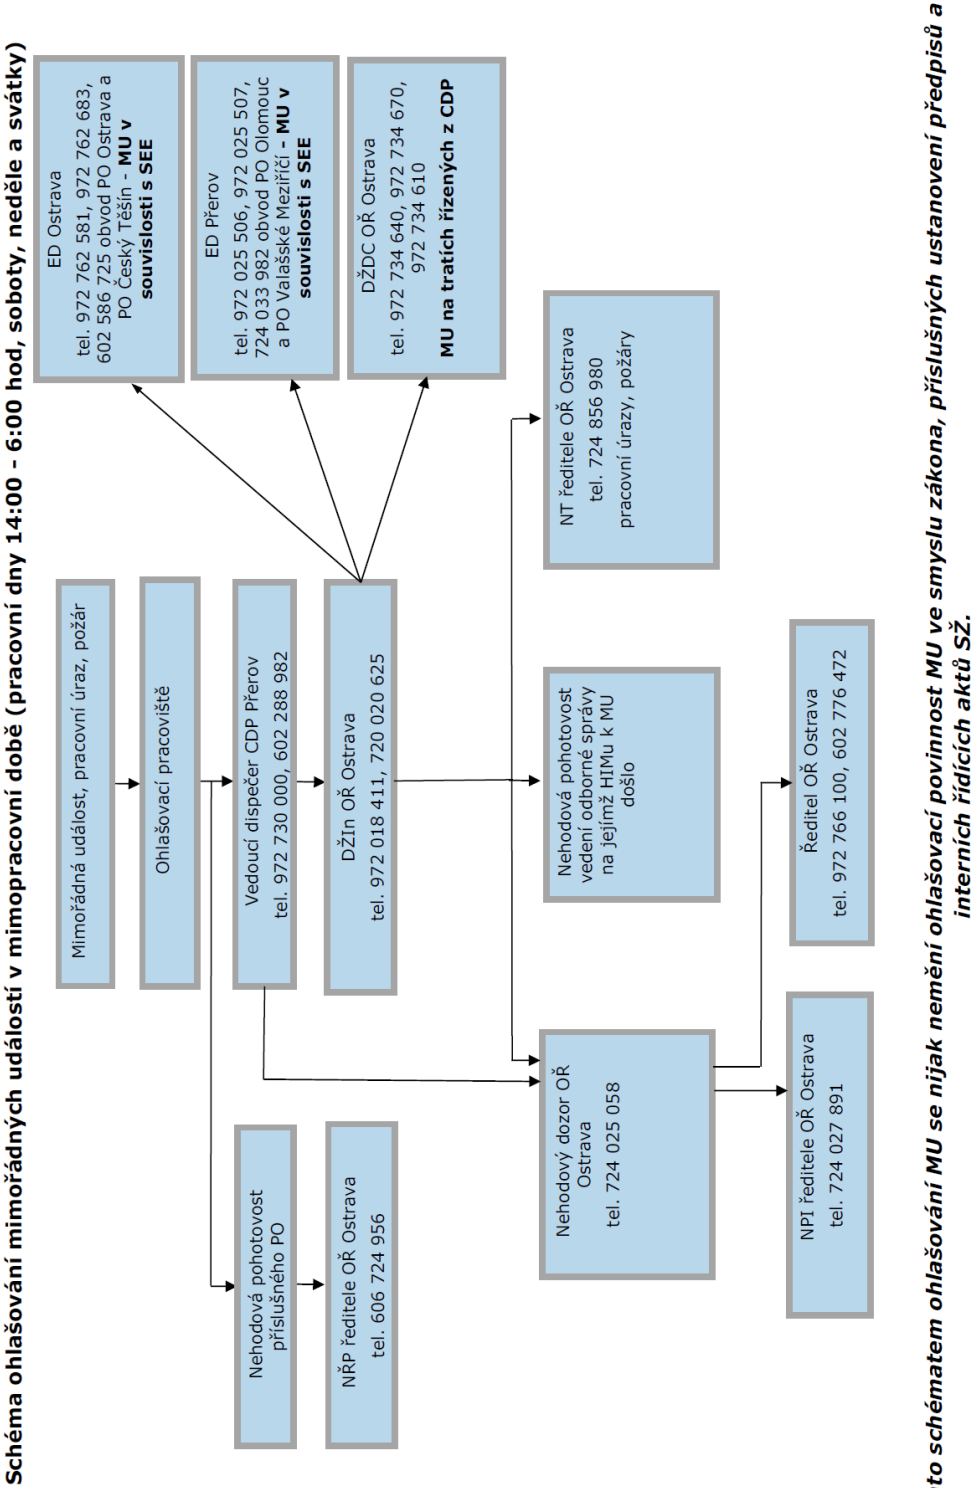 Schéma ohlašování mimořádných událostí v mimopracovní době (pracovní dny 14:00 - 6:00 hod, soboty, neděle a svátky)
Mimořádná událost, pracovní úraz, požár
Ohlašovací pracoviště
Vedoucí dispečer CDP Přerov
tel. 972 730 000, 602 288 982
DŽIn OŘ Ostrava
tel. 972 018 411, 720 020 625
ED Ostrava
tel. 972 762 581, 972 762 683,
602 586 725 obvod PO Ostrava a
PO Český Těšín - MU v
souvislosti s SEE
ED Přerov
tel. 972 025 506, 972 025 507,
724 033 982 obvod PO Olomouc
a PO Valašské Meziříčí - MU v
souvislosti s SEE
DŽDC OŘ Ostrava
tel. 972 734 640, 972 734 670,
972 734 610
MU na tratích řízených z CDP
Nehodová pohotovost
příslušného PO
NŘP ředitele OŘ Ostrava
tel. 606 724 956
Nehodový dozor OŘ
Ostrava
tel. 724 025 058
Nehodová pohotovost
vedení odborné správy
na jejímž HIMu k MU
došlo
NT ředitele OŘ Ostrava
tel. 724 856 980
pracovní úrazy, požáry
NPI ředitele OŘ Ostrava
tel. 724 027 891
Ředitel OŘ Ostrava
tel. 972 766 100, 602 776 472
schématem ohlašování MU se nijak nemění ohlašovací povinnost MU ve smyslu zákona, příslušných ustanovení předpisů a
interních řídících aktů SŽ.